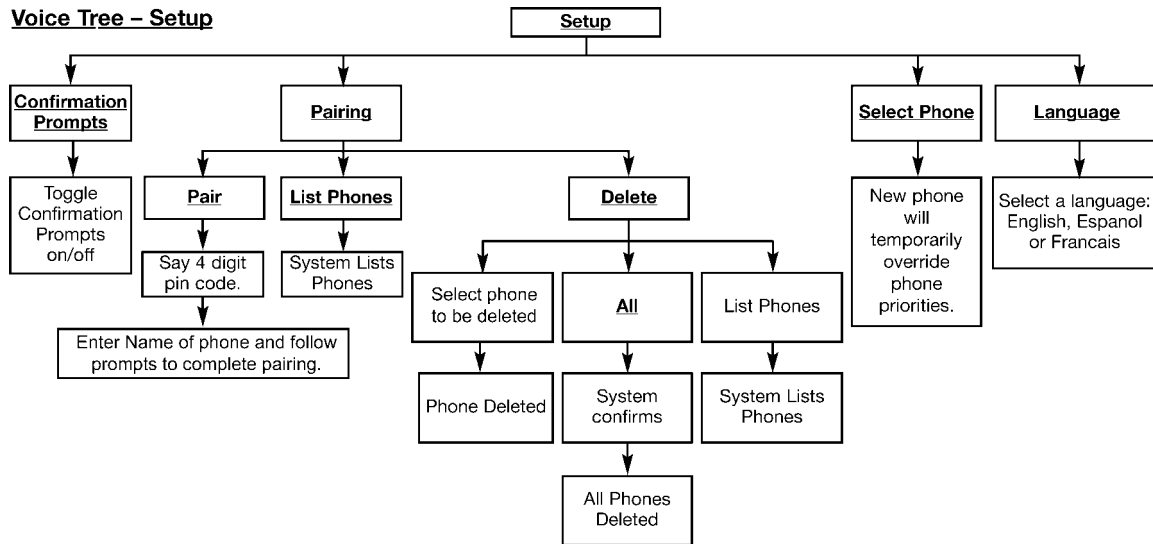 Voice Tree – Setup
Setup
Confirmation
Prompts
Pairing
Select Phone
Language
Toggle
Confirmation
Prompts
on/off
Pair
List Phones
Delete
New phone
will
temporarily
override
phone
priorities.
Select a language:
English, Espanol
or Francais
Say 4 digit
pin code.
System Lists
Phones
Select phone
to be deleted
All
List Phones
Enter Name of phone and follow
prompts to complete pairing.
Phone Deleted
System
confirms
System Lists
Phones
All Phones
Deleted